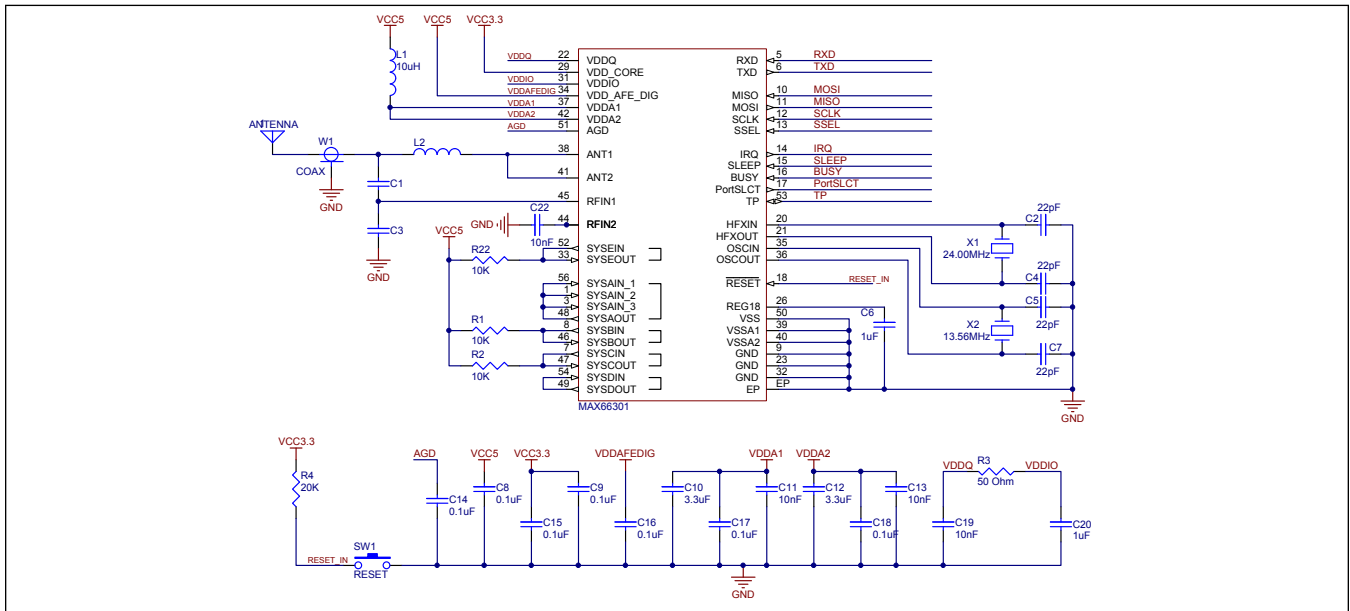 VCC5 VCC5 VCC3.3
L1
10uH
VDDQ 22 VDDQ
29 VDD_CORE
VDDIO 31 VDDIO
VDDAFEDIG 34 VDD_AFE_DIG
VDDA1 37 VDDA1
VDDA2 42 VDDA2
AGD 51 AGD
ANTENNA
W1
COAX
GND
L2
38 ANT1
41 ANT2
C1
45 RFIN1
C3
GND
GND C22 44 RFIN2
10nF
VCC5
R22
10K
52 SYSEIN
33 SYSEOUT
56 SYSAIN_1
1 SYSAIN_2
3 SYSAIN_3
48 SYSAOUT
R1
10K
8 SYSBIN
46 SYSBOUT
R2
10K
7 SYSCIN
47 SYSCOUT
54 SYSDIN
49 SYSDOUT
MAX66301
RXD 5 RXD
TXD 6 TXD
MISO 10 MOSI
MOSI 11 MISO
SCLK 12 SCLK
SSEL 13 SSEL
IRQ 14 IRQ
SLEEP 15 SLEEP
BUSY 16 BUSY
PortSLCT 17 PortSLCT
TP 53 TP
HFXIN 20
HFXOUT 21
OSCIN 35
OSCOUT 36
RESET 18 RESET_IN
REG18 26
VSS 50
VSSA1 39
VSSA2 40
GND 9
GND 23
GND 32
EP EP
C6
1uF
22pF
C2
X1
24.00MHz
22pF
C4
C5
22pF
X2
13.56MHz
C7
22pF
GND
VCC3.3
R4
20K
RESET_IN
SW1
RESET
AGD
C14
0.1uF
VCC5
C8
0.1uF
VCC3.3
C15
0.1uF
C9
0.1uF
VDDAFEDIG
C16
0.1uF
C10
3.3uF
C17
0.1uF
VDDA1
C11
10nF
VDDA2
C12
3.3uF
C18
0.1uF
C13
10nF
VDDQ R3 VDDIO
50 Ohm
C19
10nF
C20
1uF
GND